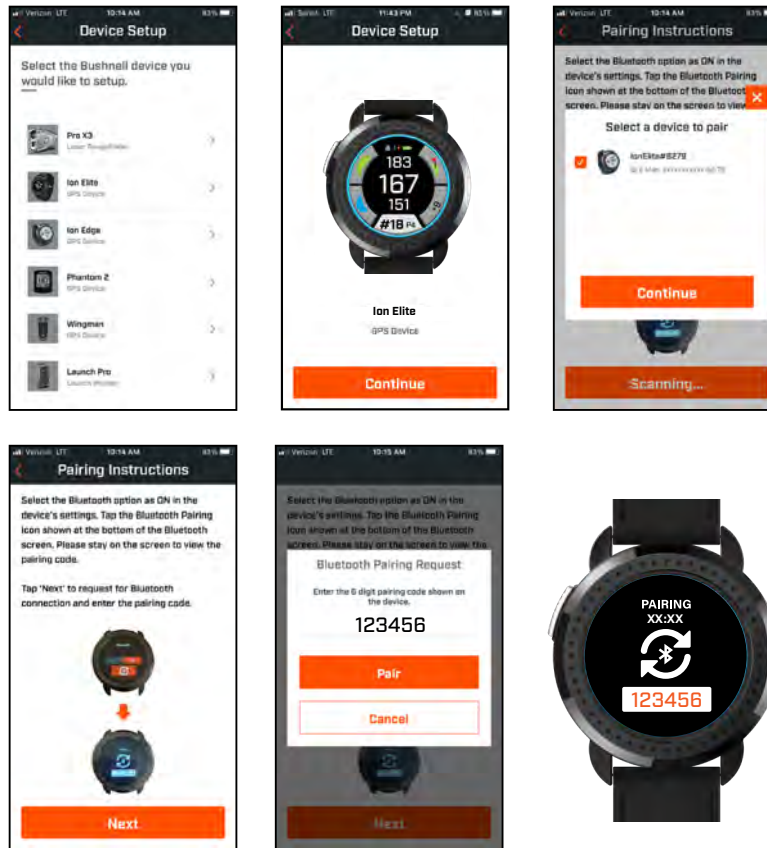 Verizon LTE 10:14 AM 83%
Device Setup
Select the Bushnell device you
would like to setup.
Pro X3
Laser Rangefinder
Ion Elite
GPS Device
Ion Edge
GPS Device
Phantom 2
GPS Device
Wingman
GPS Device
Launch Pro
Launch Monitor
Sprint LTE 11:43 PM
Device Setup
183
167
151
#18 P4
Ion Elite
GPS Device
Continue
Verizon LTE 10:14 AM 83%
Pairing Instructions
Select the Bluetooth option as ON in the
device's settings. Tap the Bluetooth Pairing
icon shown at the bottom of the Bluetooth
screen. Please stay on the screen to view
Select a device to pair
IonElite#8279
Continue
Scanning...
Verizon LTE 10:14 AM 83%
Pairing Instructions
Select the Bluetooth option as ON in the
device's settings. Tap the Bluetooth Pairing
icon shown at the bottom of the Bluetooth
screen. Please stay on the screen to view the
pairing code.
Tap 'Next' to request for Bluetooth
connection and enter the pairing code.
Next
Verizon LTE 10:15 AM 83%
Select the Bluetooth option as ON in the
device's settings. Tap the Bluetooth Pairing
icon shown at the bottom of the Bluetooth
screen. Please stay on the screen to view the
Bluetooth Pairing Request
Enter the 6 digit pairing code shown on
the device.
123456
Pair
Cancel
Next
PAIRING
XX:XX
123456